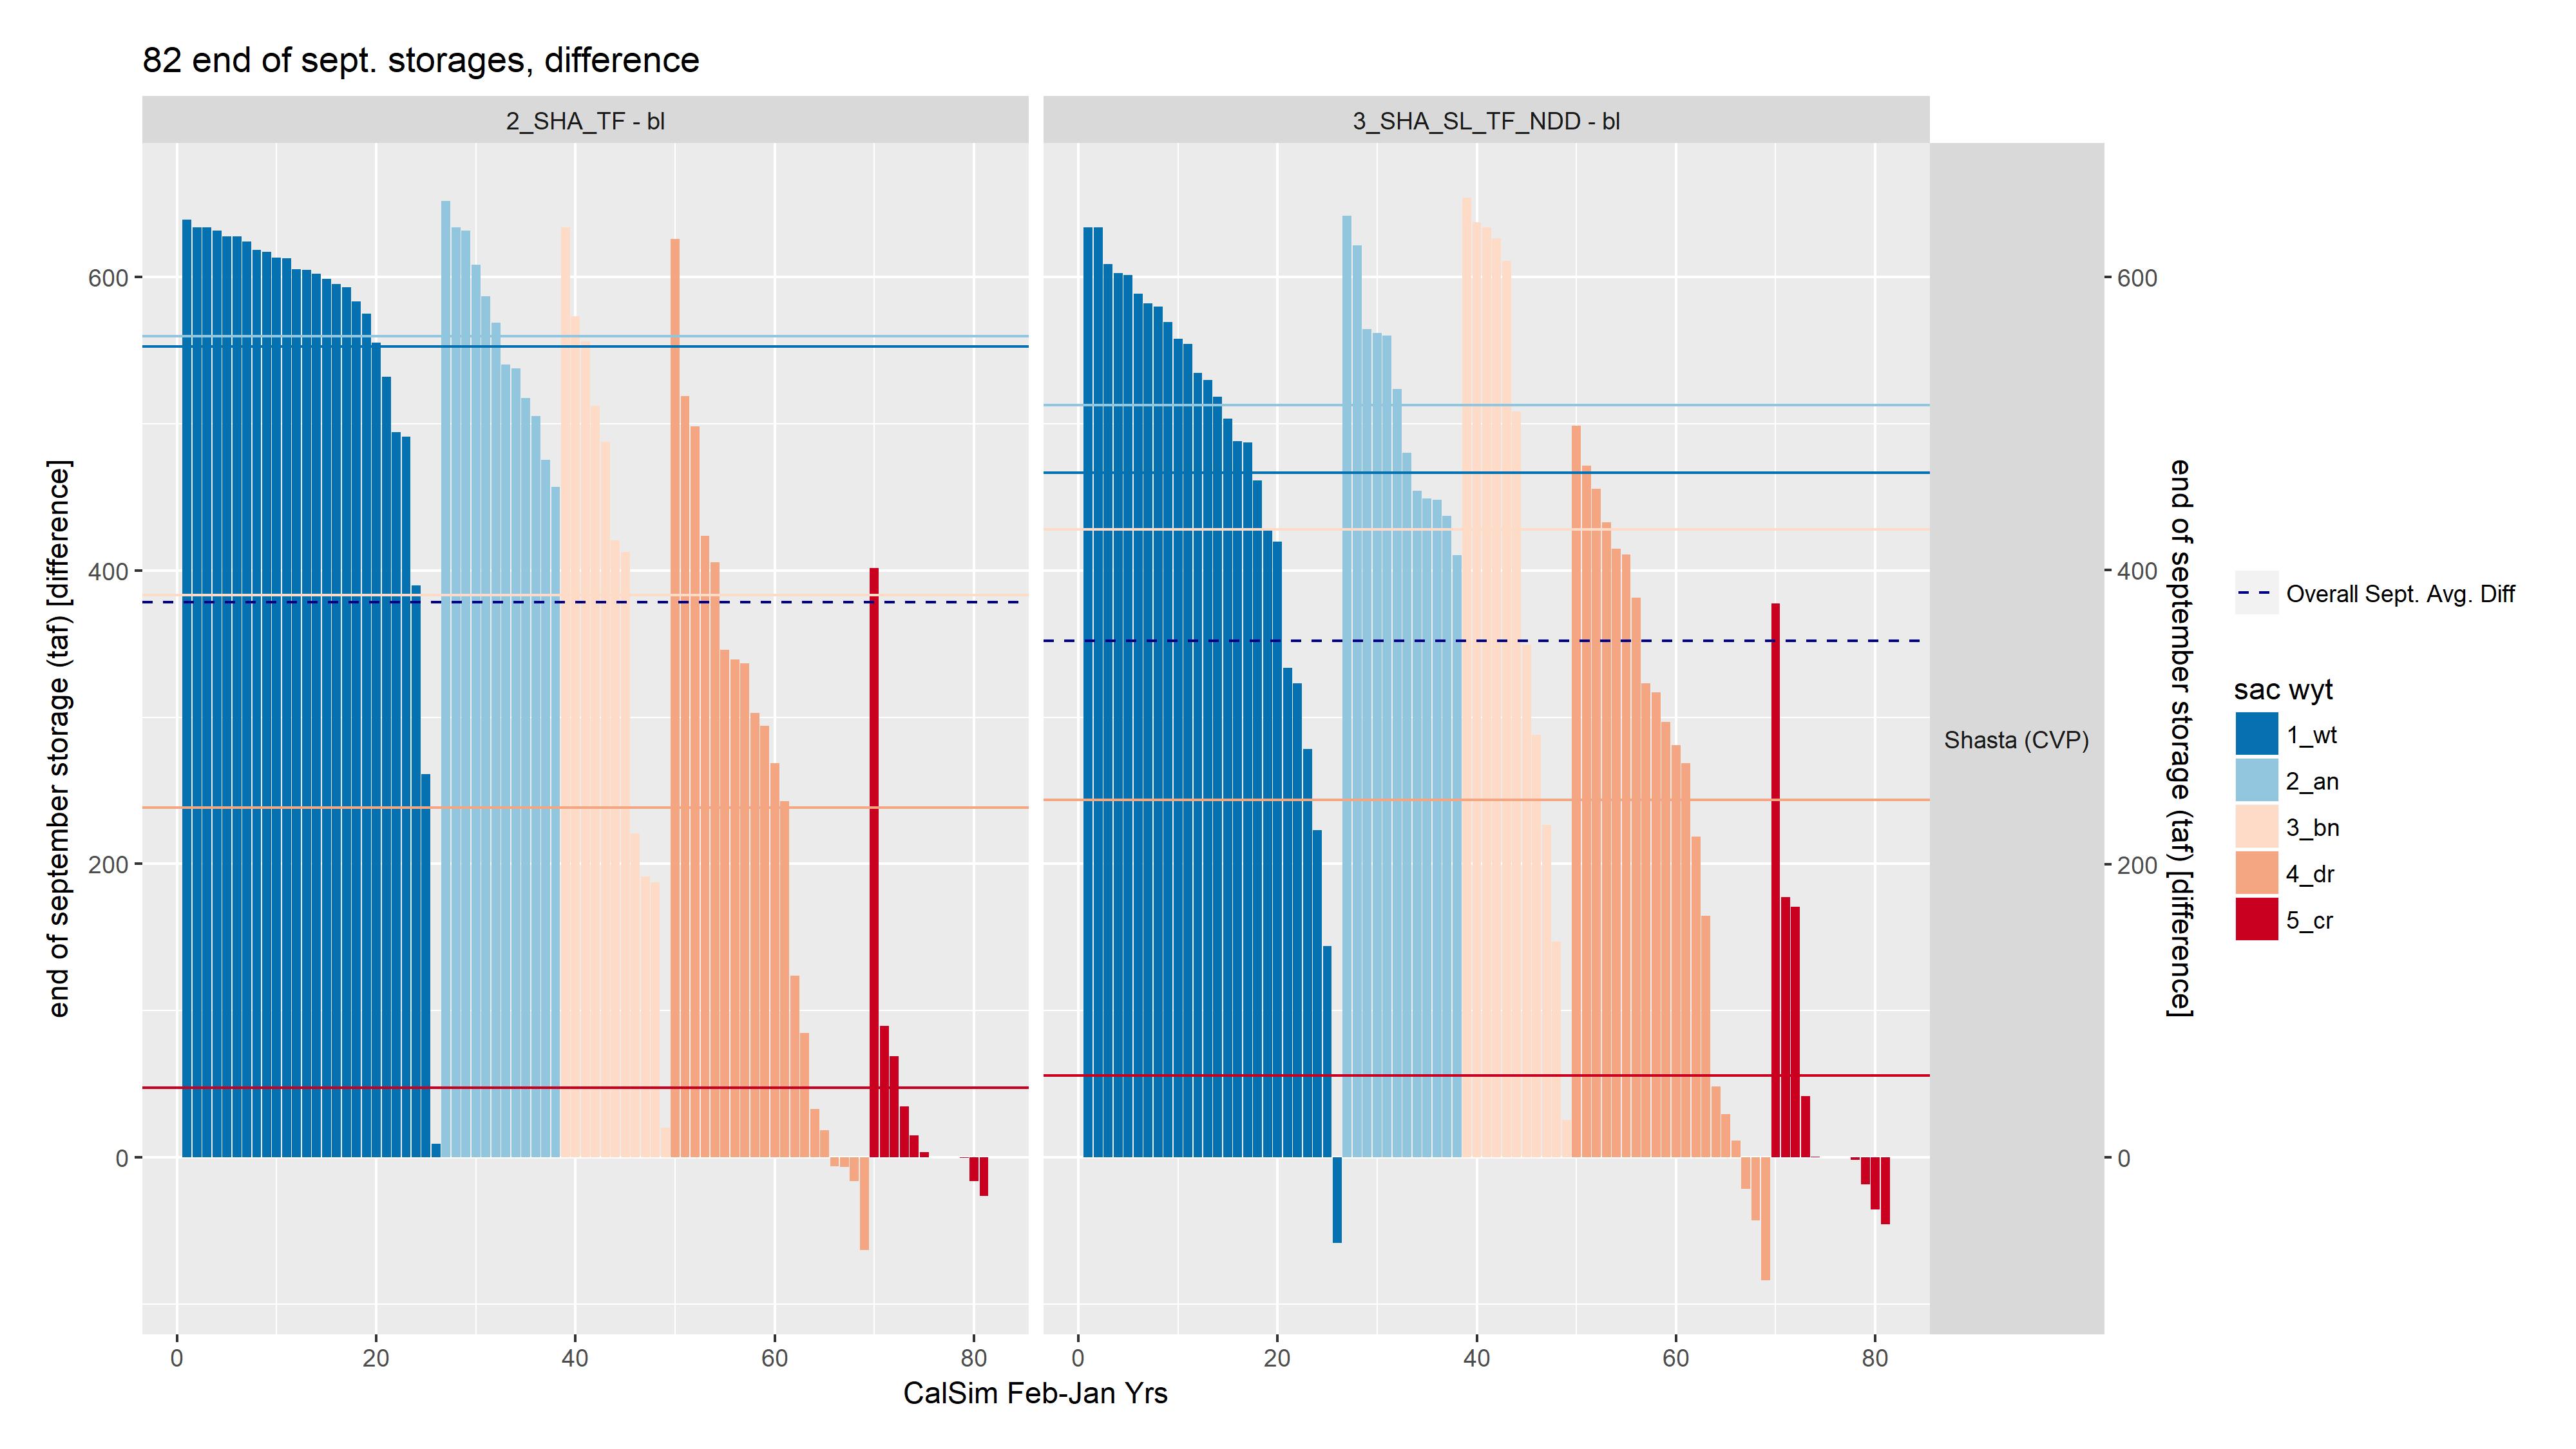 82 end of sept. storages, difference
2_SHA_TF - bl
3_SHA_SL_TF_NDD - bl
Shasta (CVP)
end of september storage (taf) [difference]
600
400
200
0
0
20
40
60
80
0
20
40
60
80
CalSim Feb-Jan Yrs
600
400
200
0
end of september storage (taf) [difference]
Overall Sept. Avg. Diff
sac wyt
1_wt
2_an
3_bn
4_dr
5_cr